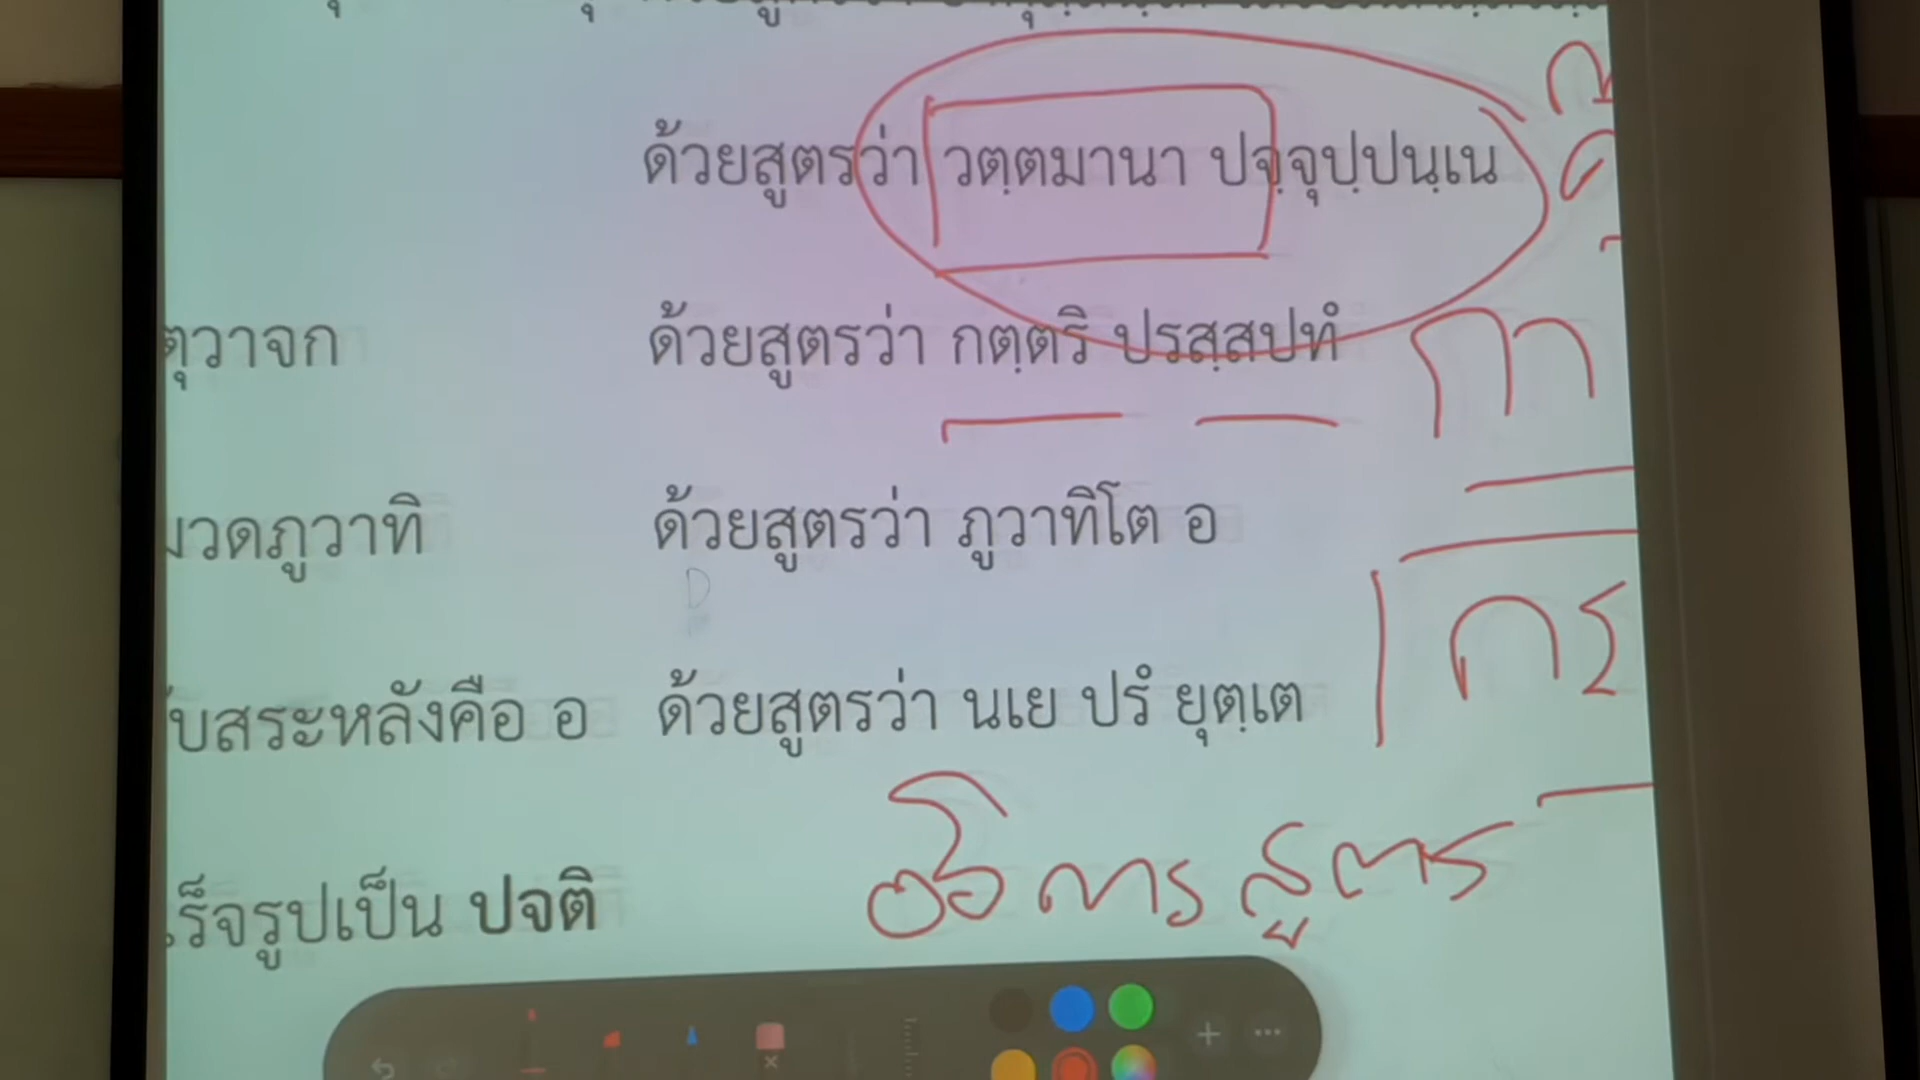 ด้วยสูตรว่า วตฺตมานา ปจฺจุปฺปนฺเน
ตุวาจก ด้วยสูตรว่า กตฺตริ ปรสฺสปทํ
มวดภูวาทิ ด้วยสูตรว่า ภูวาทิโต อ
ับสระหลังคือ อ ด้วยสูตรว่า นเย ปรํ ยุตฺเต
กร
เร็จรูปเป็น ปจติ
อธิการสูตร